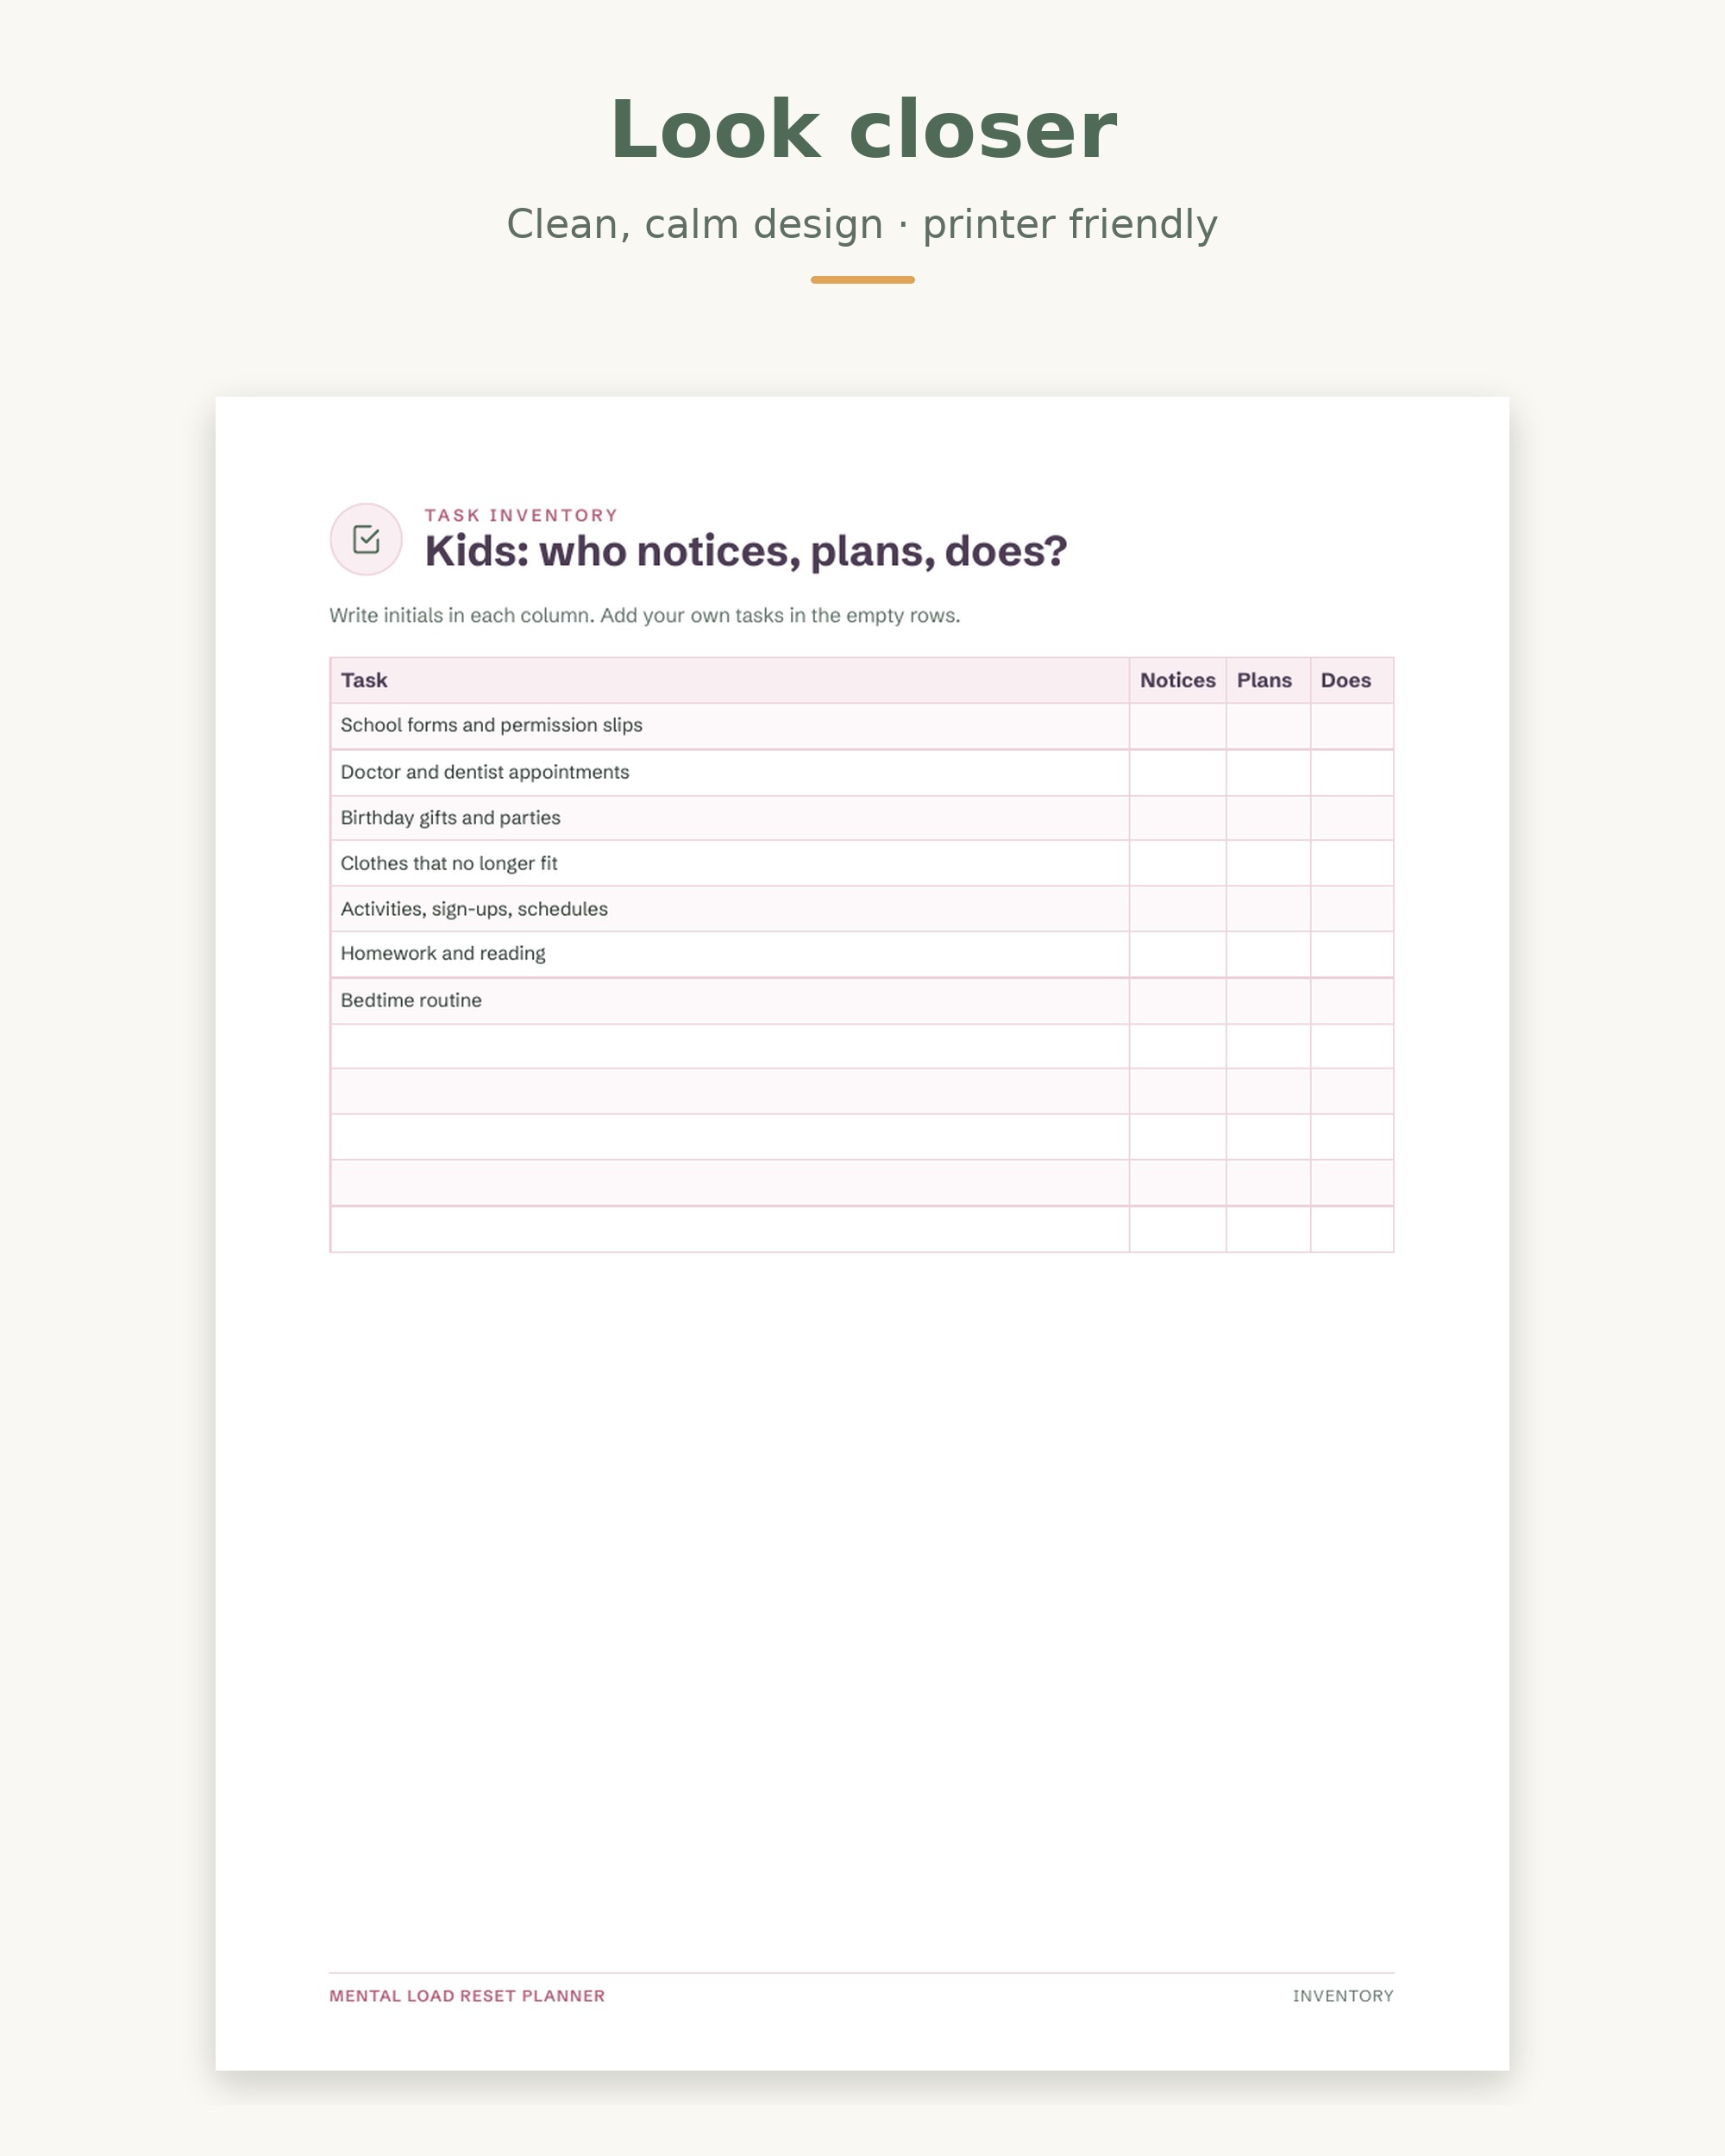 Look closer
Clean, calm design · printer friendly
TASK INVENTORY
Kids: who notices, plans, does?
Write initials in each column. Add your own tasks in the empty rows.
Task Notices Plans Does
School forms and permission slips
Doctor and dentist appointments
Birthday gifts and parties
Clothes that no longer fit
Activities, sign-ups, schedules
Homework and reading
Bedtime routine
MENTAL LOAD RESET PLANNER INVENTORY